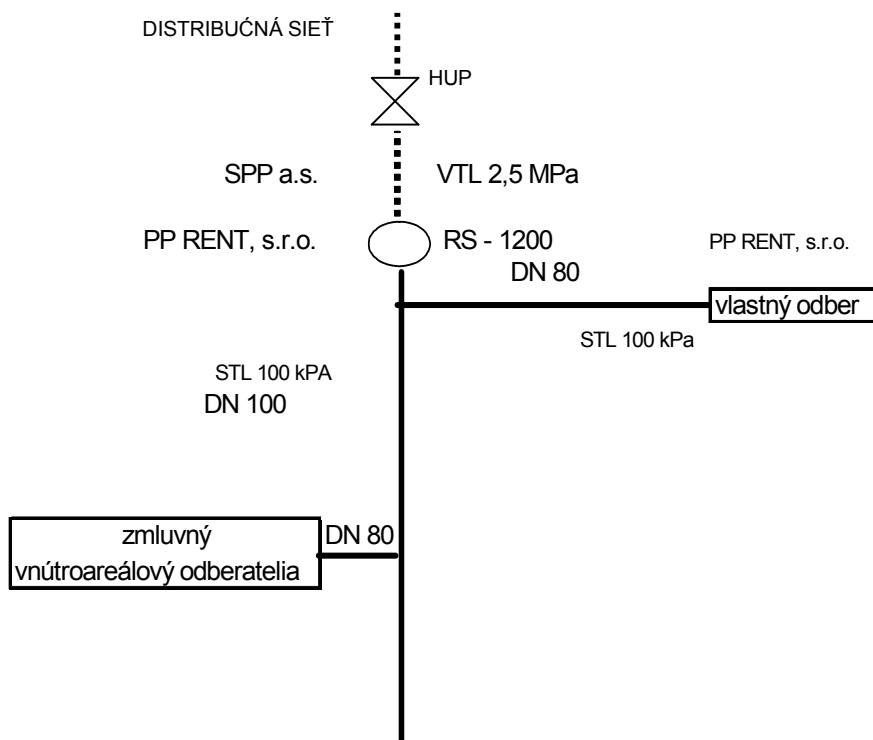 DISTRIBUĆNÁ SIEŤ
HUP
SPP a.s.
VTL 2,5 MPa
PP RENT, s.r.o.
RS - 1200
PP RENT, s.r.o.
DN 80
vlastný odber
STL 100 kPa
STL 100 kPA
DN 100
zmluvný
vnútroareálový odberatelia
DN 80